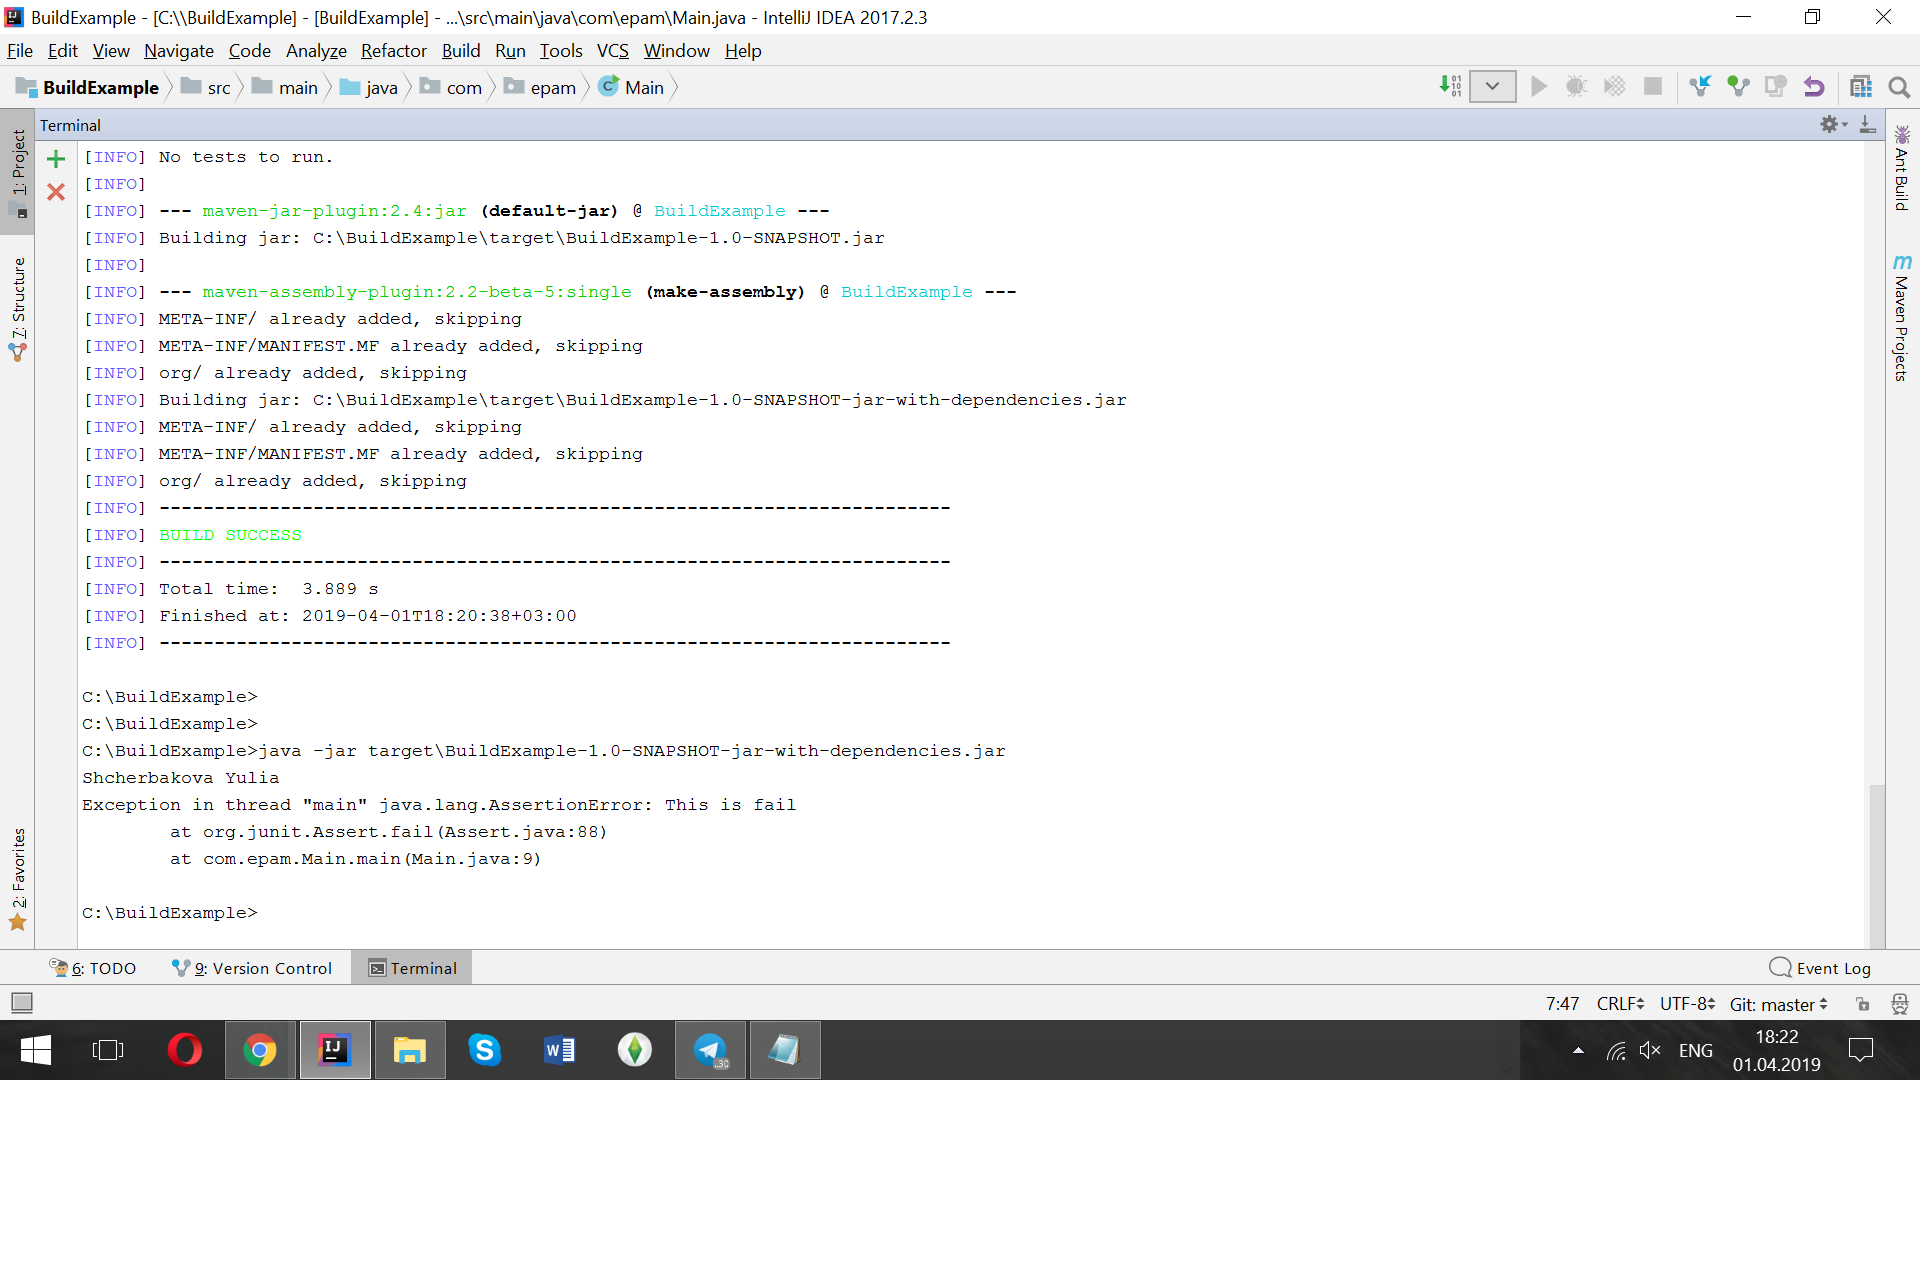 BuildExample - [C:\\BuildExample] - [BuildExample] - ...\src\main\java\com\epam\Main.java - IntelliJ IDEA 2017.2.3
File Edit View Navigate Code Analyze Refactor Build Run Tools VCS Window Help
BuildExample src main java com epam Main
Terminal
1: Project
7: Structure
2: Favorites
Ant Build
Maven Projects
[INFO] No tests to run.
[INFO]
[INFO] --- maven-jar-plugin:2.4:jar (default-jar) @ BuildExample ---
[INFO] Building jar: C:\BuildExample\target\BuildExample-1.0-SNAPSHOT.jar
[INFO]
[INFO] --- maven-assembly-plugin:2.2-beta-5:single (make-assembly) @ BuildExample ---
[INFO] META-INF/ already added, skipping
[INFO] META-INF/MANIFEST.MF already added, skipping
[INFO] org/ already added, skipping
[INFO] Building jar: C:\BuildExample\target\BuildExample-1.0-SNAPSHOT-jar-with-dependencies.jar
[INFO] META-INF/ already added, skipping
[INFO] META-INF/MANIFEST.MF already added, skipping
[INFO] org/ already added, skipping
[INFO] ------------------------------------------------------------------------
[INFO] BUILD SUCCESS
[INFO] ------------------------------------------------------------------------
[INFO] Total time:  3.889 s
[INFO] Finished at: 2019-04-01T18:20:38+03:00
[INFO] ------------------------------------------------------------------------
C:\BuildExample>
C:\BuildExample>
C:\BuildExample>java -jar target\BuildExample-1.0-SNAPSHOT-jar-with-dependencies.jar
Shcherbakova Yulia
Exception in thread "main" java.lang.AssertionError: This is fail
        at org.junit.Assert.fail(Assert.java:88)
        at com.epam.Main.main(Main.java:9)
C:\BuildExample>
6: TODO 9: Version Control Terminal Event Log
7:47 CRLF UTF-8 Git: master
ENG
18:22
01.04.2019